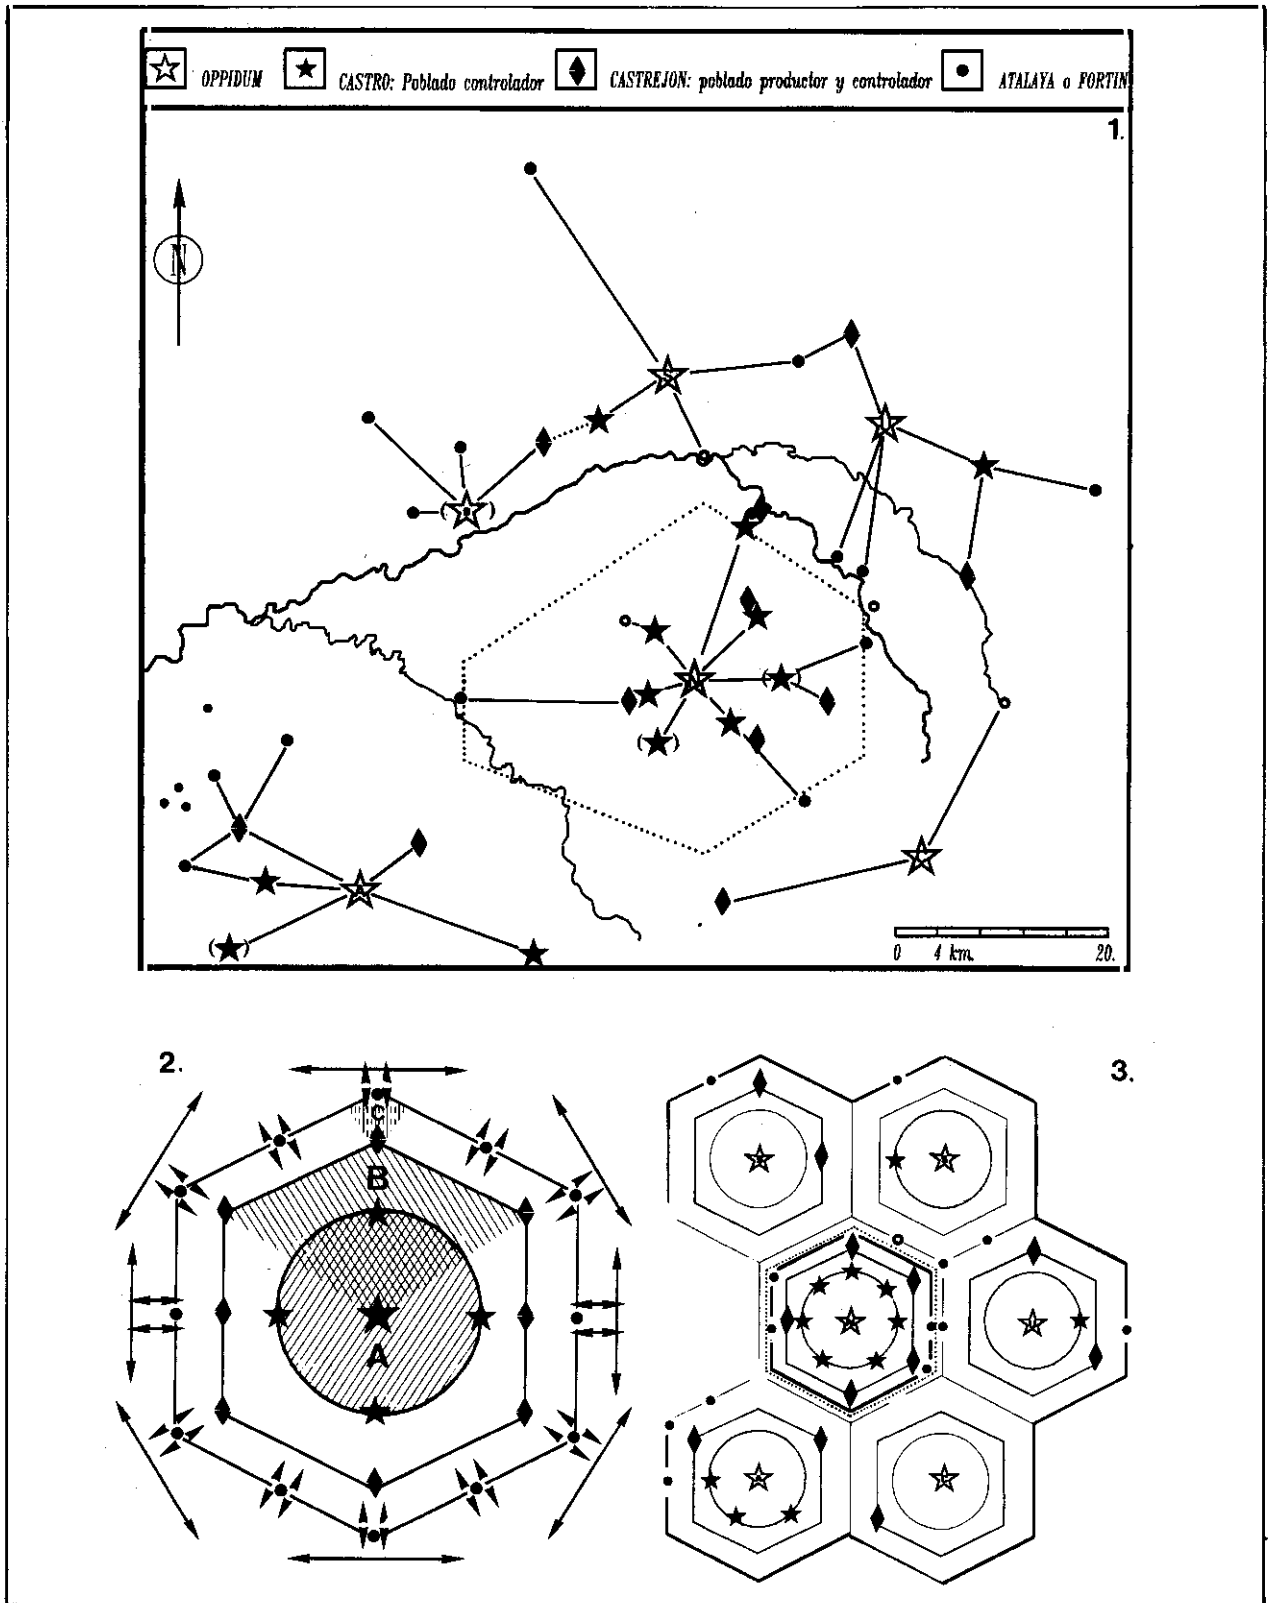 OPPIDUM
CASTRO: Poblado controlador
CASTREJON: poblado productor y controlador
ATALAYA o FORTIN
1.
N
0 4 km. 20.
2.
C
B
A
3.